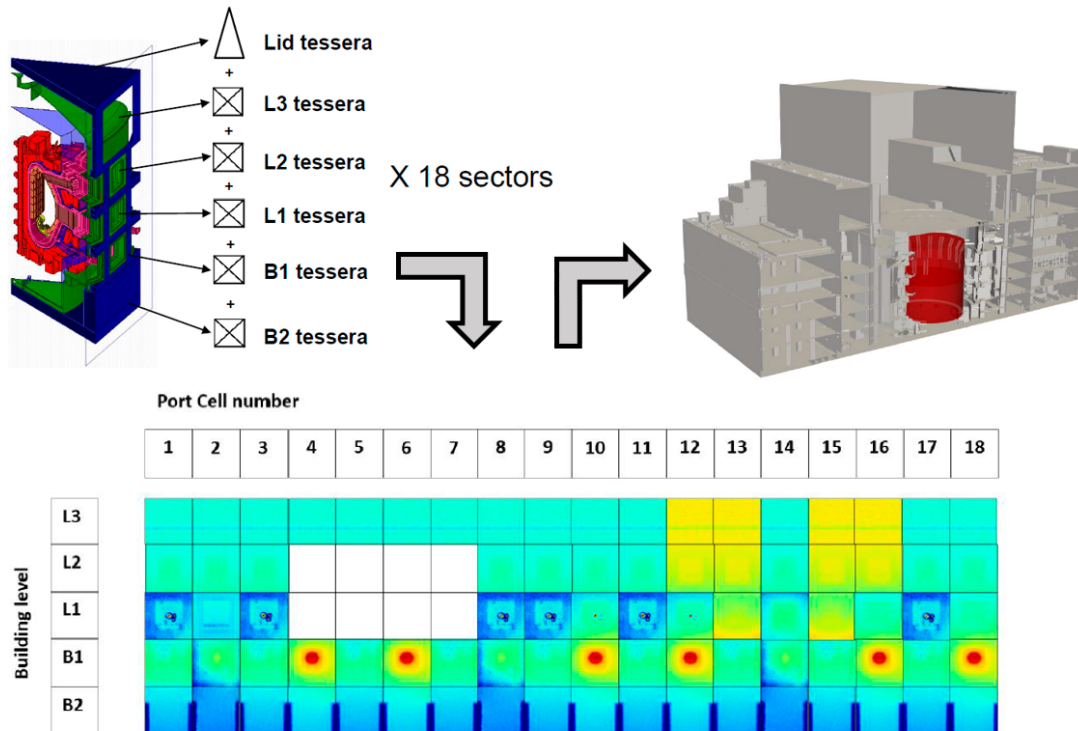 Lid tessera
+
L3 tessera
+
L2 tessera
+
L1 tessera
+
B1 tessera
+
B2 tessera
X 18 sectors
Port Cell number
1 2 3 4 5 6 7 8 9 10 11 12 13 14 15 16 17 18
Building level
L3
L2
L1
B1
B2